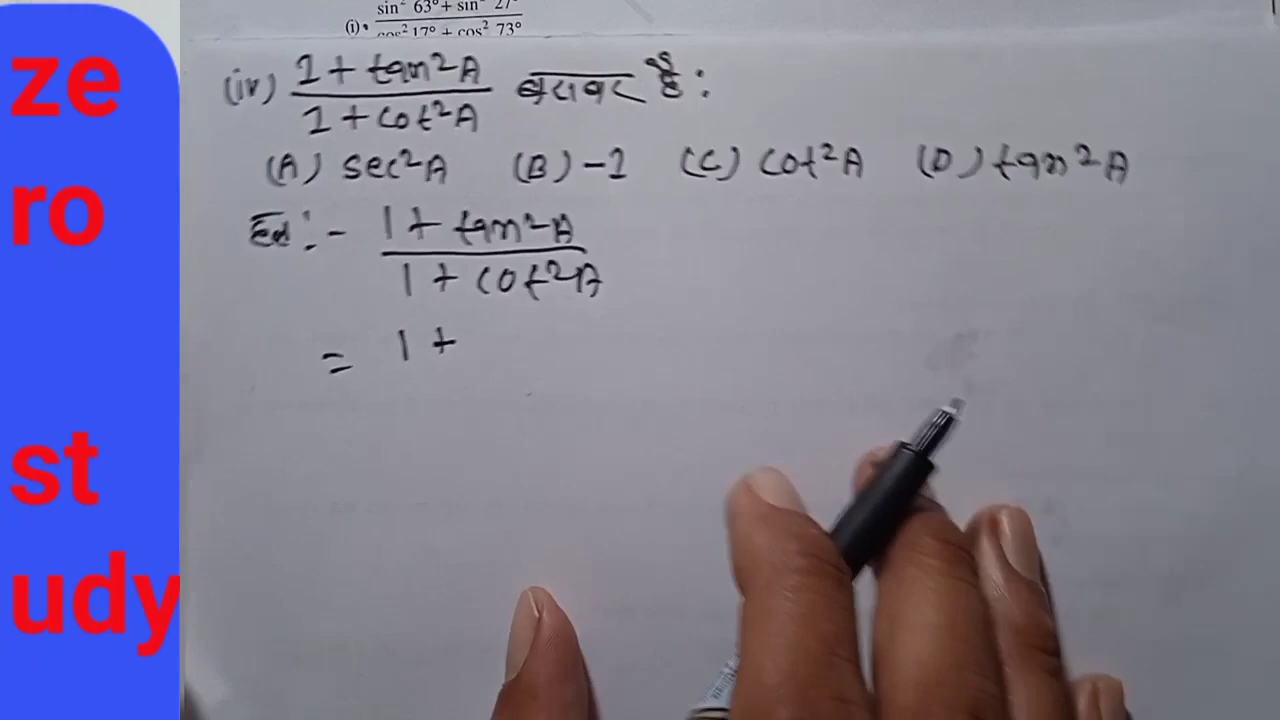 ze
ro
st
udy
(i) sin² 63° + sin² 27°
cos² 17° + cos² 73°
(iv) 1 + tan²A
1 + cot²A
बराबर है :
(A) sec²A (B) -1 (C) cot²A (D) tan²A
हल :- 1 + tan²A
1 + cot²A
= 1 +